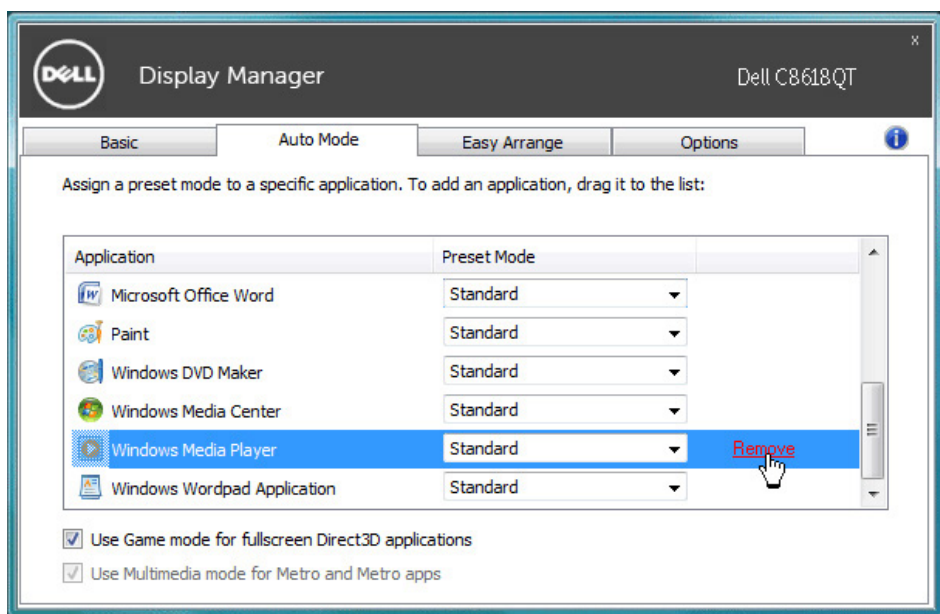 DELL
Display Manager
Dell C8618QT
x
Basic
Auto Mode
Easy Arrange
Options
Assign a preset mode to a specific application. To add an application, drag it to the list:
Application
Preset Mode
Microsoft Office Word
Standard
Paint
Standard
Windows DVD Maker
Standard
Windows Media Center
Standard
Windows Media Player
Standard
Remove
Windows Wordpad Application
Standard
Use Game mode for fullscreen Direct3D applications
Use Multimedia mode for Metro and Metro apps